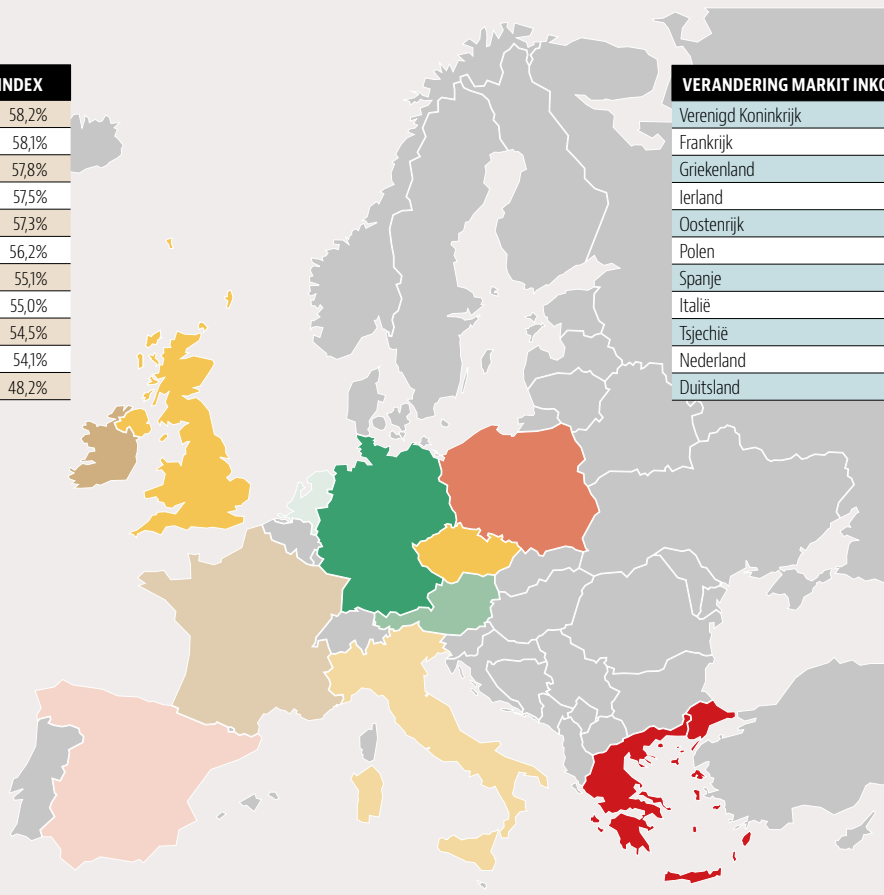 INDEX
58,2%
58,1%
57,8%
57,5%
57,3%
56,2%
55,1%
55,0%
54,5%
54,1%
48,2%
VERANDERING MARKIT INKO
Verenigd Koninkrijk
Frankrijk
Griekenland
Ierland
Oostenrijk
Polen
Spanje
Italië
Tsjechië
Nederland
Duitsland